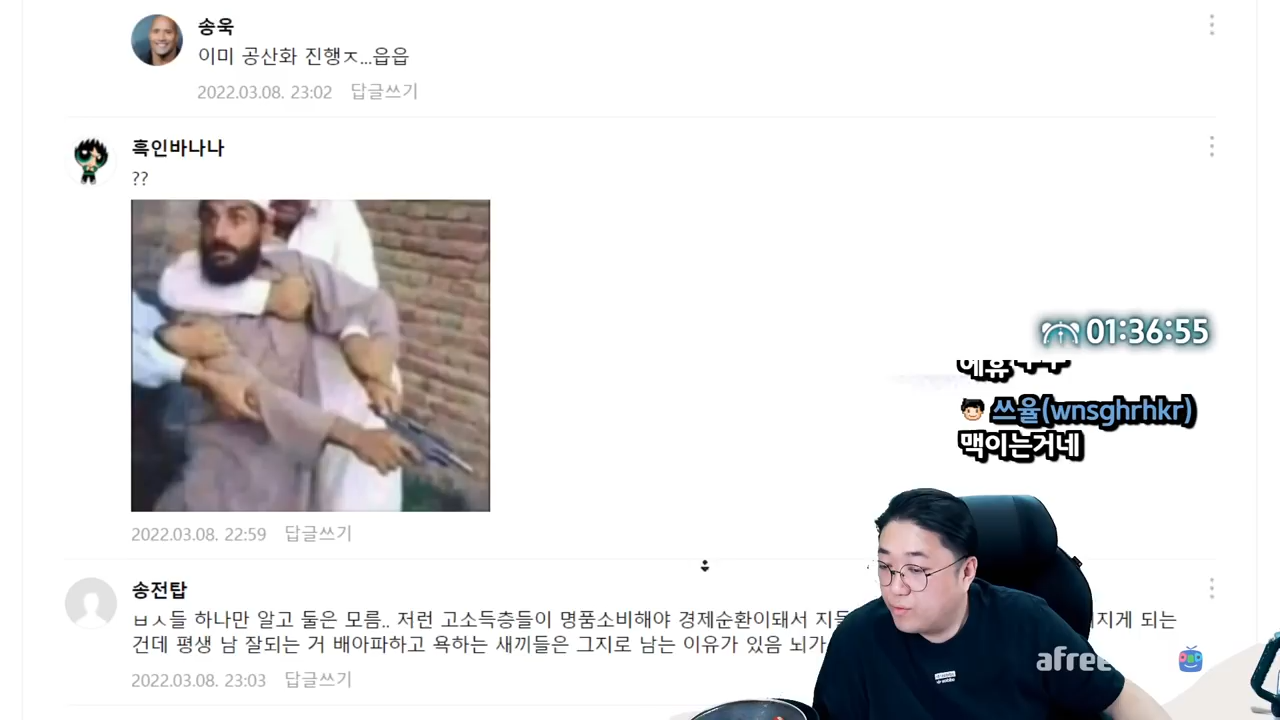 송욱
이미 공산화 진행ㅈ...읍읍
2022.03.08. 23:02 답글쓰기
흑인바나나
??
01:36:55
쓰율(wnsghrhkr)
맥이는거네
2022.03.08. 22:59 답글쓰기
송전탑
ㅂㅅ들 하나만 알고 둘은 모름.. 저런 고소득층들이 명품소비해야 경제순환이돼서 지들 되는
건데 평생 남 잘되는 거 배아파하고 욕하는 새끼들은 그지로 남는 이유가 있음 뇌가
afree
2022.03.08. 23:03 답글쓰기